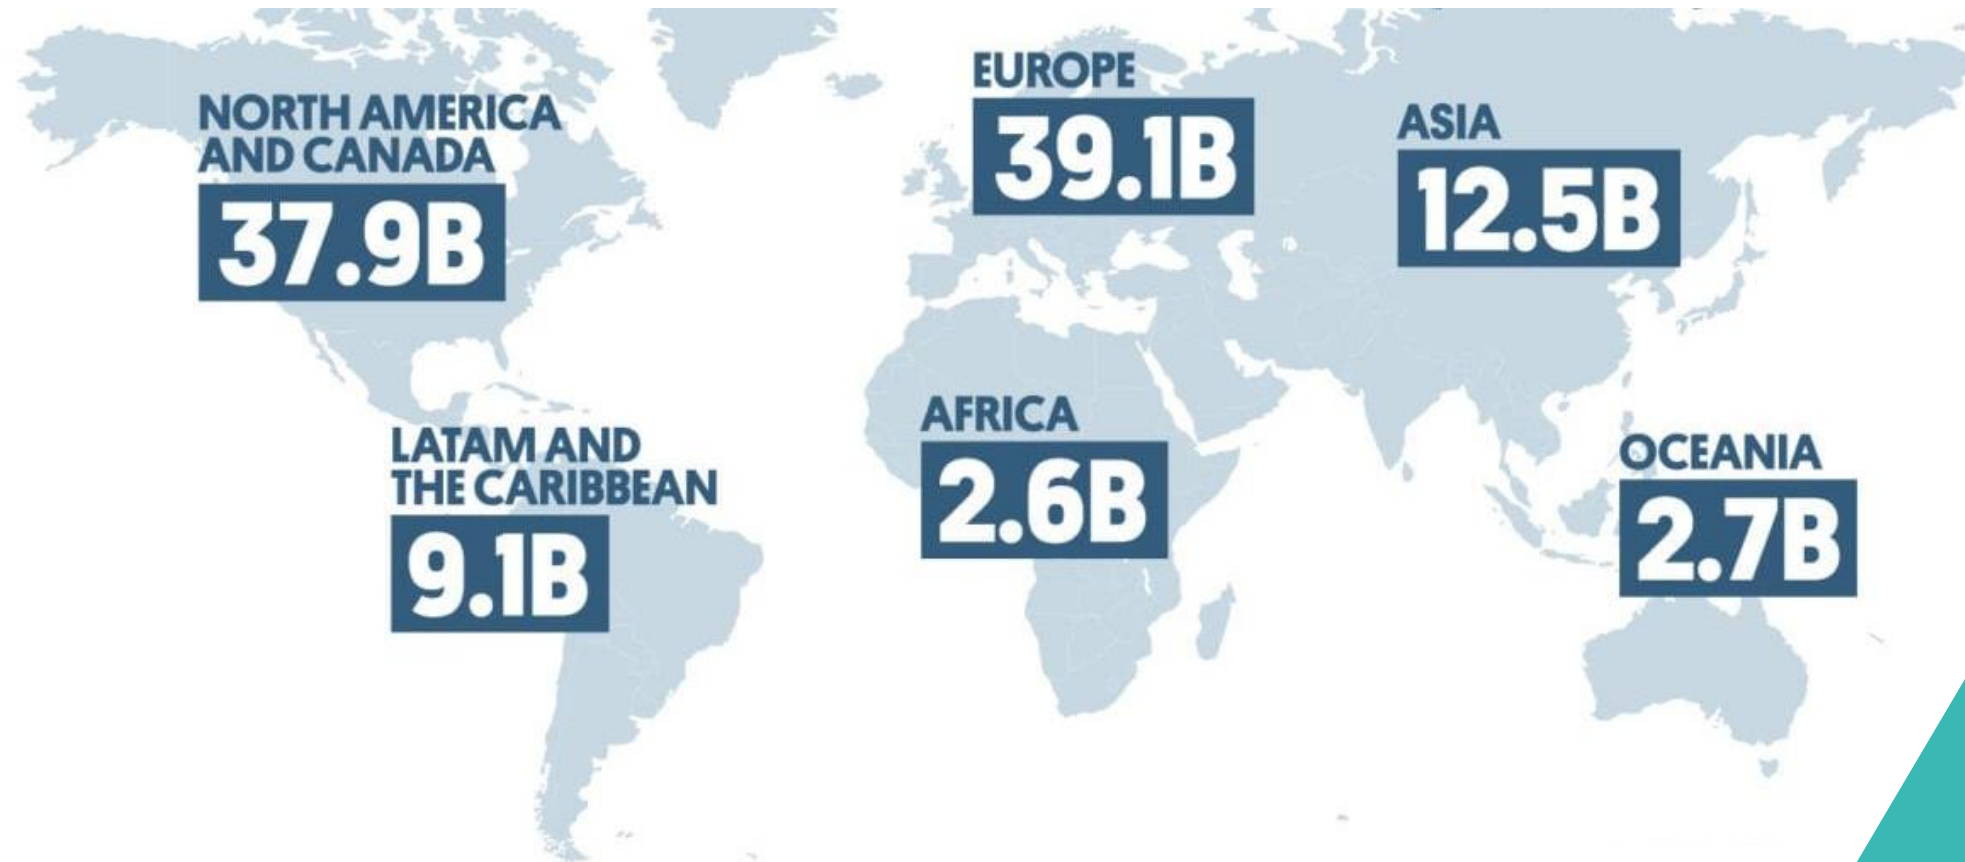 NORTH AMERICA
AND CANADA
37.9B
EUROPE
39.1B
ASIA
12.5B
LATAM AND
THE CARIBBEAN
9.1B
AFRICA
2.6B
OCEANIA
2.7B